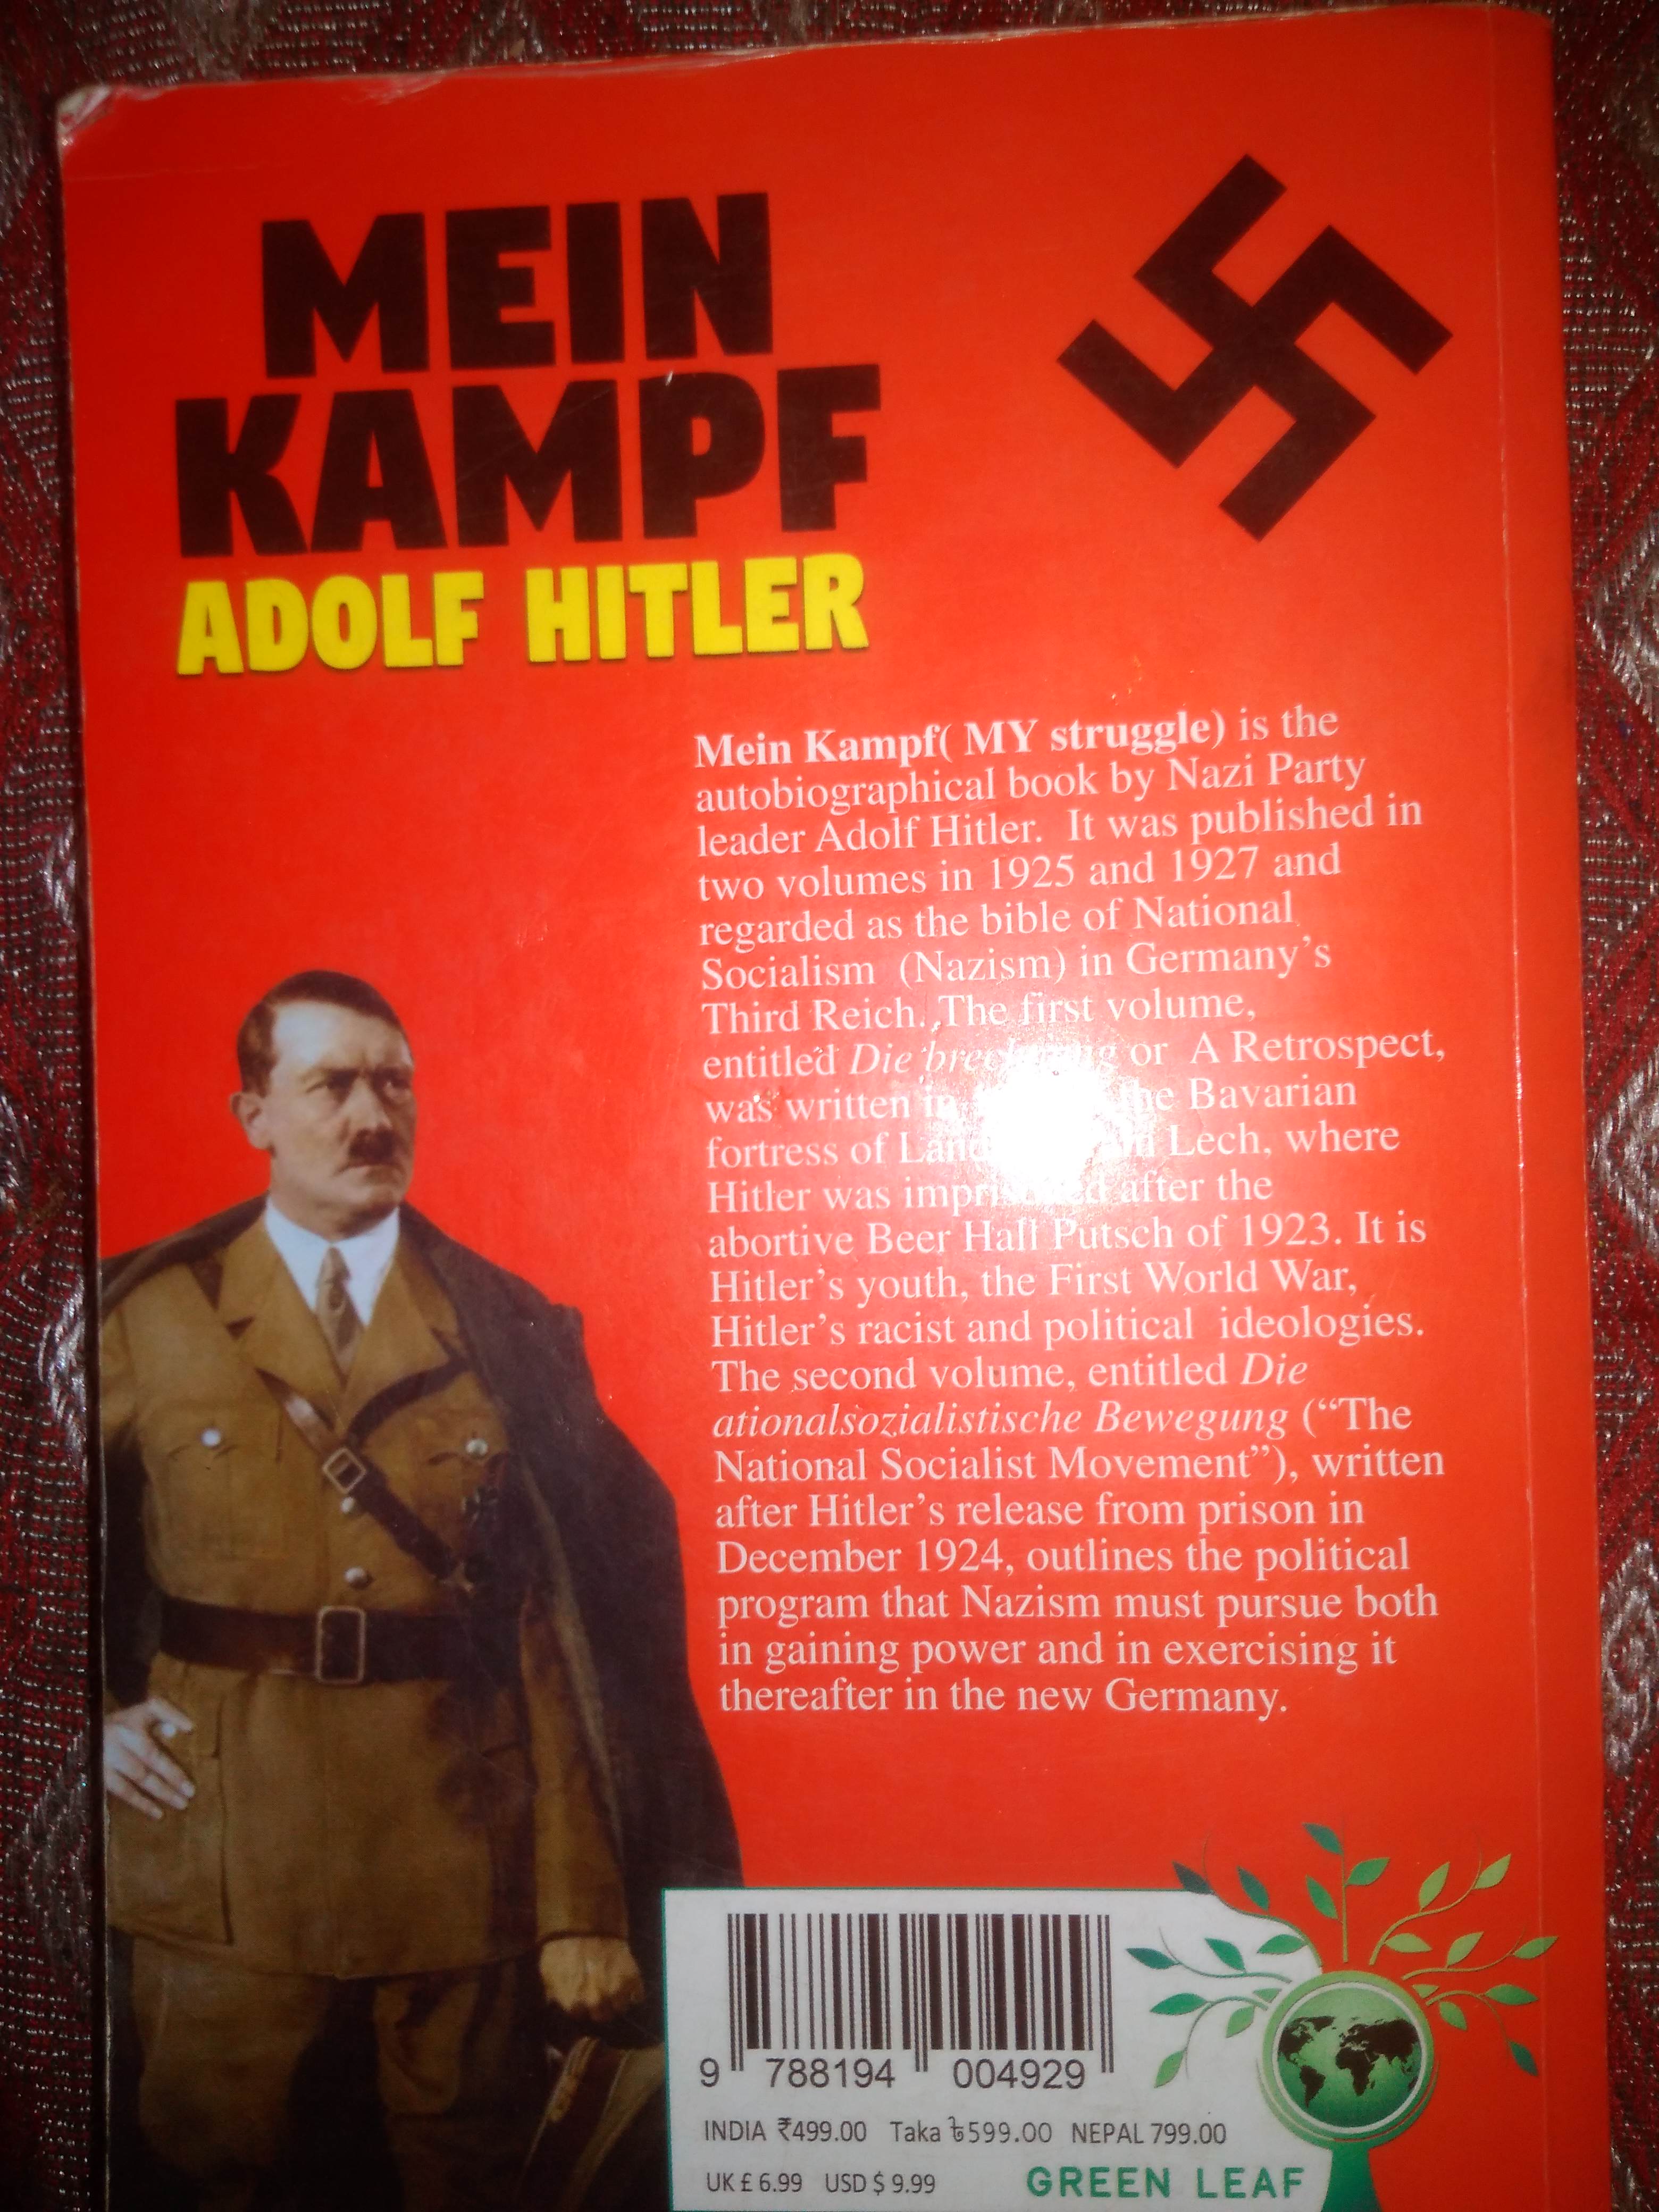 MEIN
KAMPF
ADOLF HITLER
Mein Kampf( MY struggle) is the
autobiographical book by Nazi Party
leader Adolf Hitler. It was published in
two volumes in 1925 and 1927 and
regarded as the bible of National
Socialism (Nazism) in Germany's
Third Reich. The first volume,
entitled Die or A Retrospect,
was written in the Bavarian
fortress of Lech, where
Hitler was imprisoned after the
abortive Beer Hall Putsch of 1923. It is
Hitler's youth, the First World War,
Hitler's racist and political ideologies.
The second volume, entitled Die
ationalsozialistische Bewegung (“The
National Socialist Movement”), written
after Hitler's release from prison in
December 1924, outlines the political
program that Nazism must pursue both
in gaining power and in exercising it
thereafter in the new Germany.
9 788194 004929
INDIA ₹499.00 Taka ৳599.00 NEPAL 799.00
UK £ 6.99 USD $ 9.99
GREEN LEAF